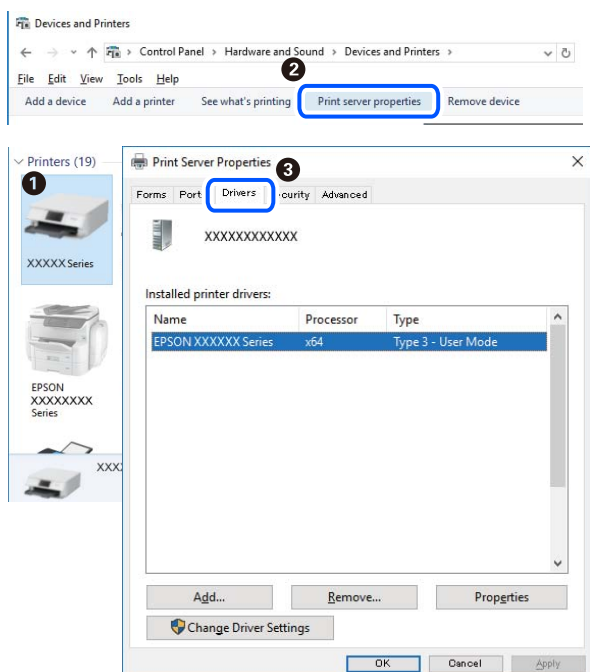 Devices and Printers
Control Panel > Hardware and Sound > Devices and Printers >
2
File Edit View Tools Help
Add a device Add a printer See what's printing Print server properties Remove device
Printers (19)
1
XXXXX Series
EPSON
XXXXXXXX
Series
XXX
Print Server Properties
3
Forms Port Drivers curity Advanced
XXXXXXXXXXXX
Installed printer drivers:
Name Processor Type
EPSON XXXXXX Series x64 Type 3 - User Mode
Add... Remove... Properties
Change Driver Settings
OK Cancel Apply